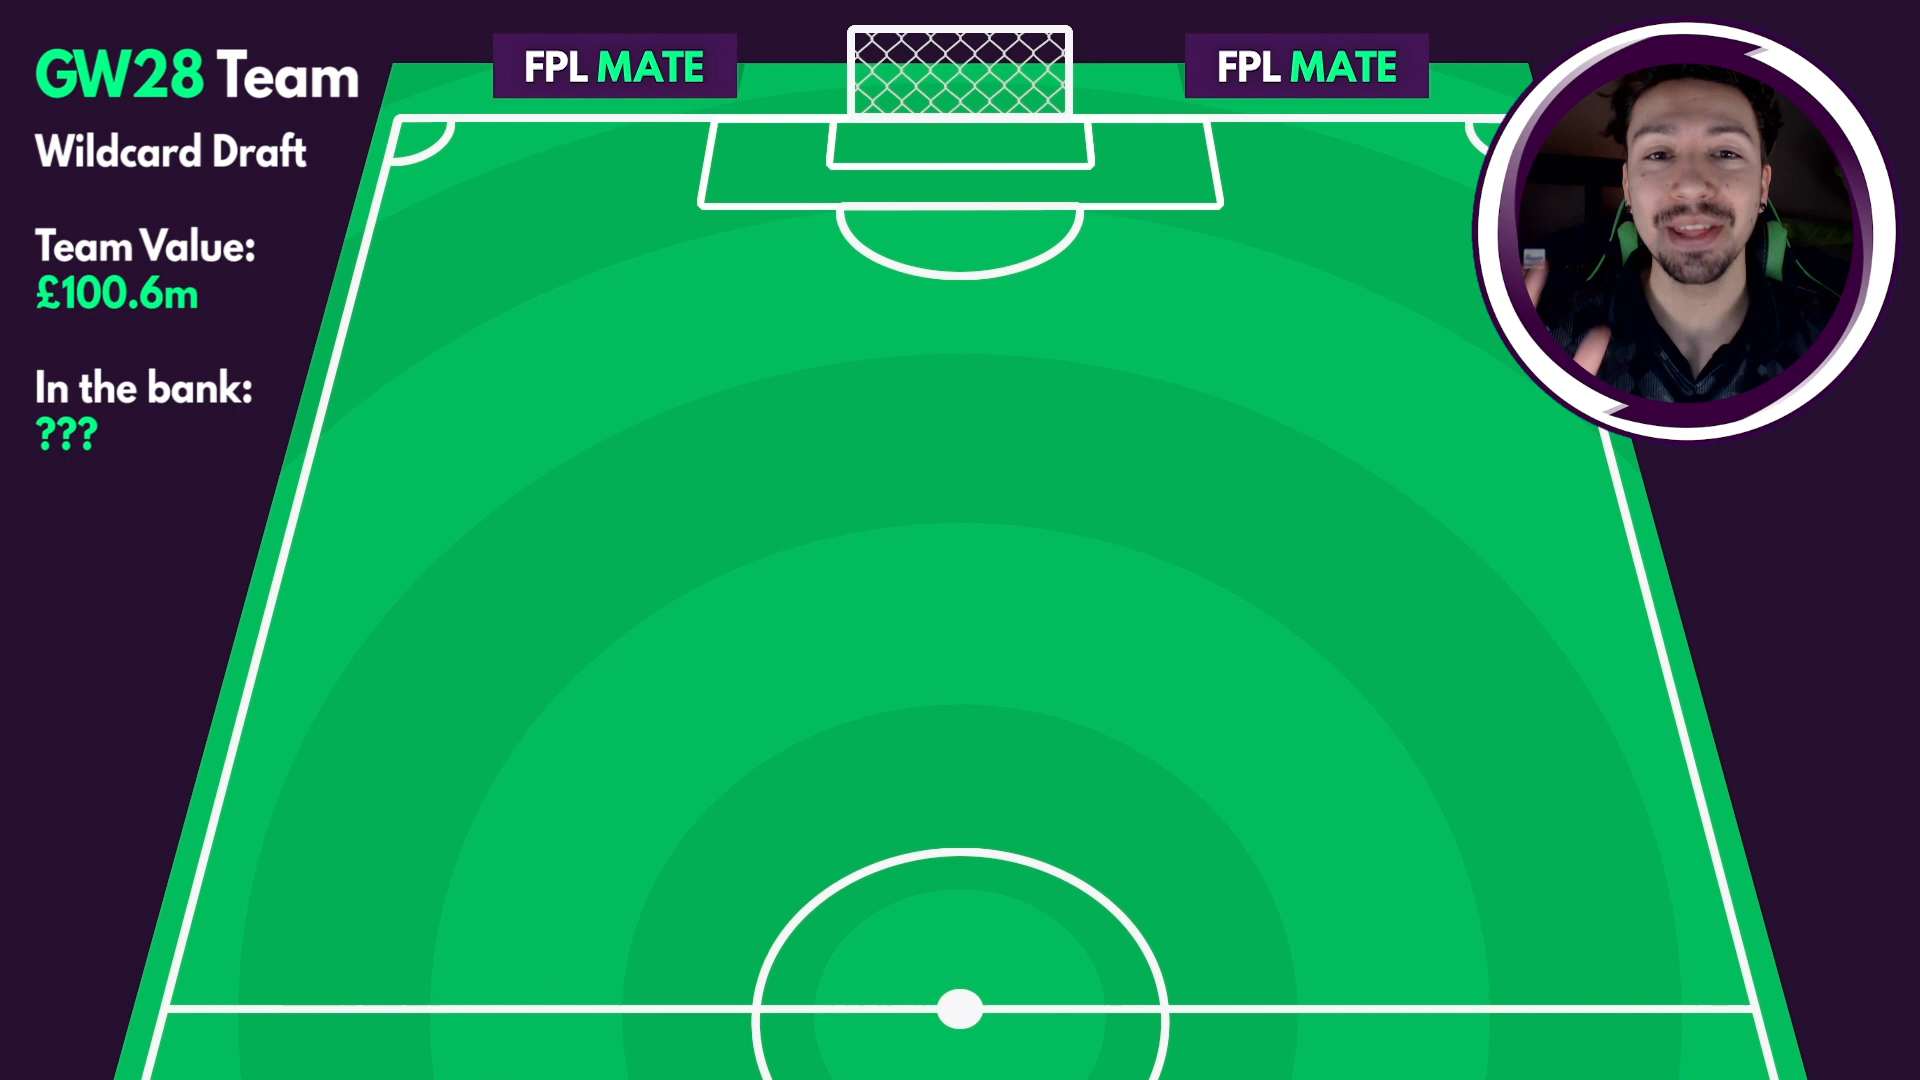 GW28 Team
Wildcard Draft
Team Value:
£100.6m
In the bank:
???
FPL MATE
FPL MATE